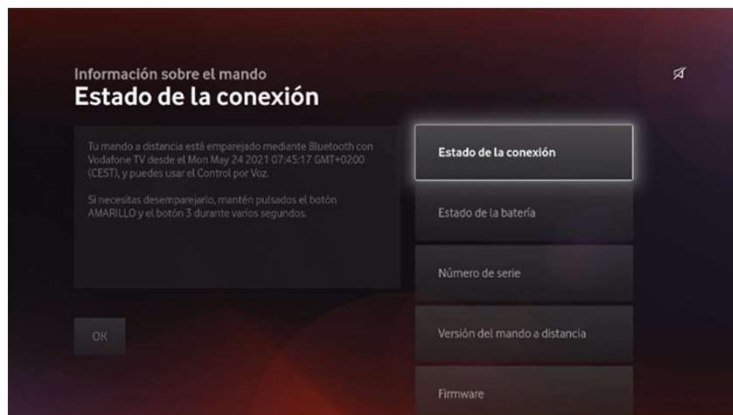 Información sobre el mando
Estado de la conexión
Tu mando a distancia está emparejado mediante Bluetooth con
Vodafone TV desde el Mon May 24 2021 07:45:17 GMT+0200
(CEST), y puedes usar el Control por Voz.
Si necesitas desemparejarlo, mantén pulsados el botón
AMARILLO y el botón 3 durante varios segundos.
OK
Estado de la conexión
Estado de la batería
Número de serie
Versión del mando a distancia
Firmware